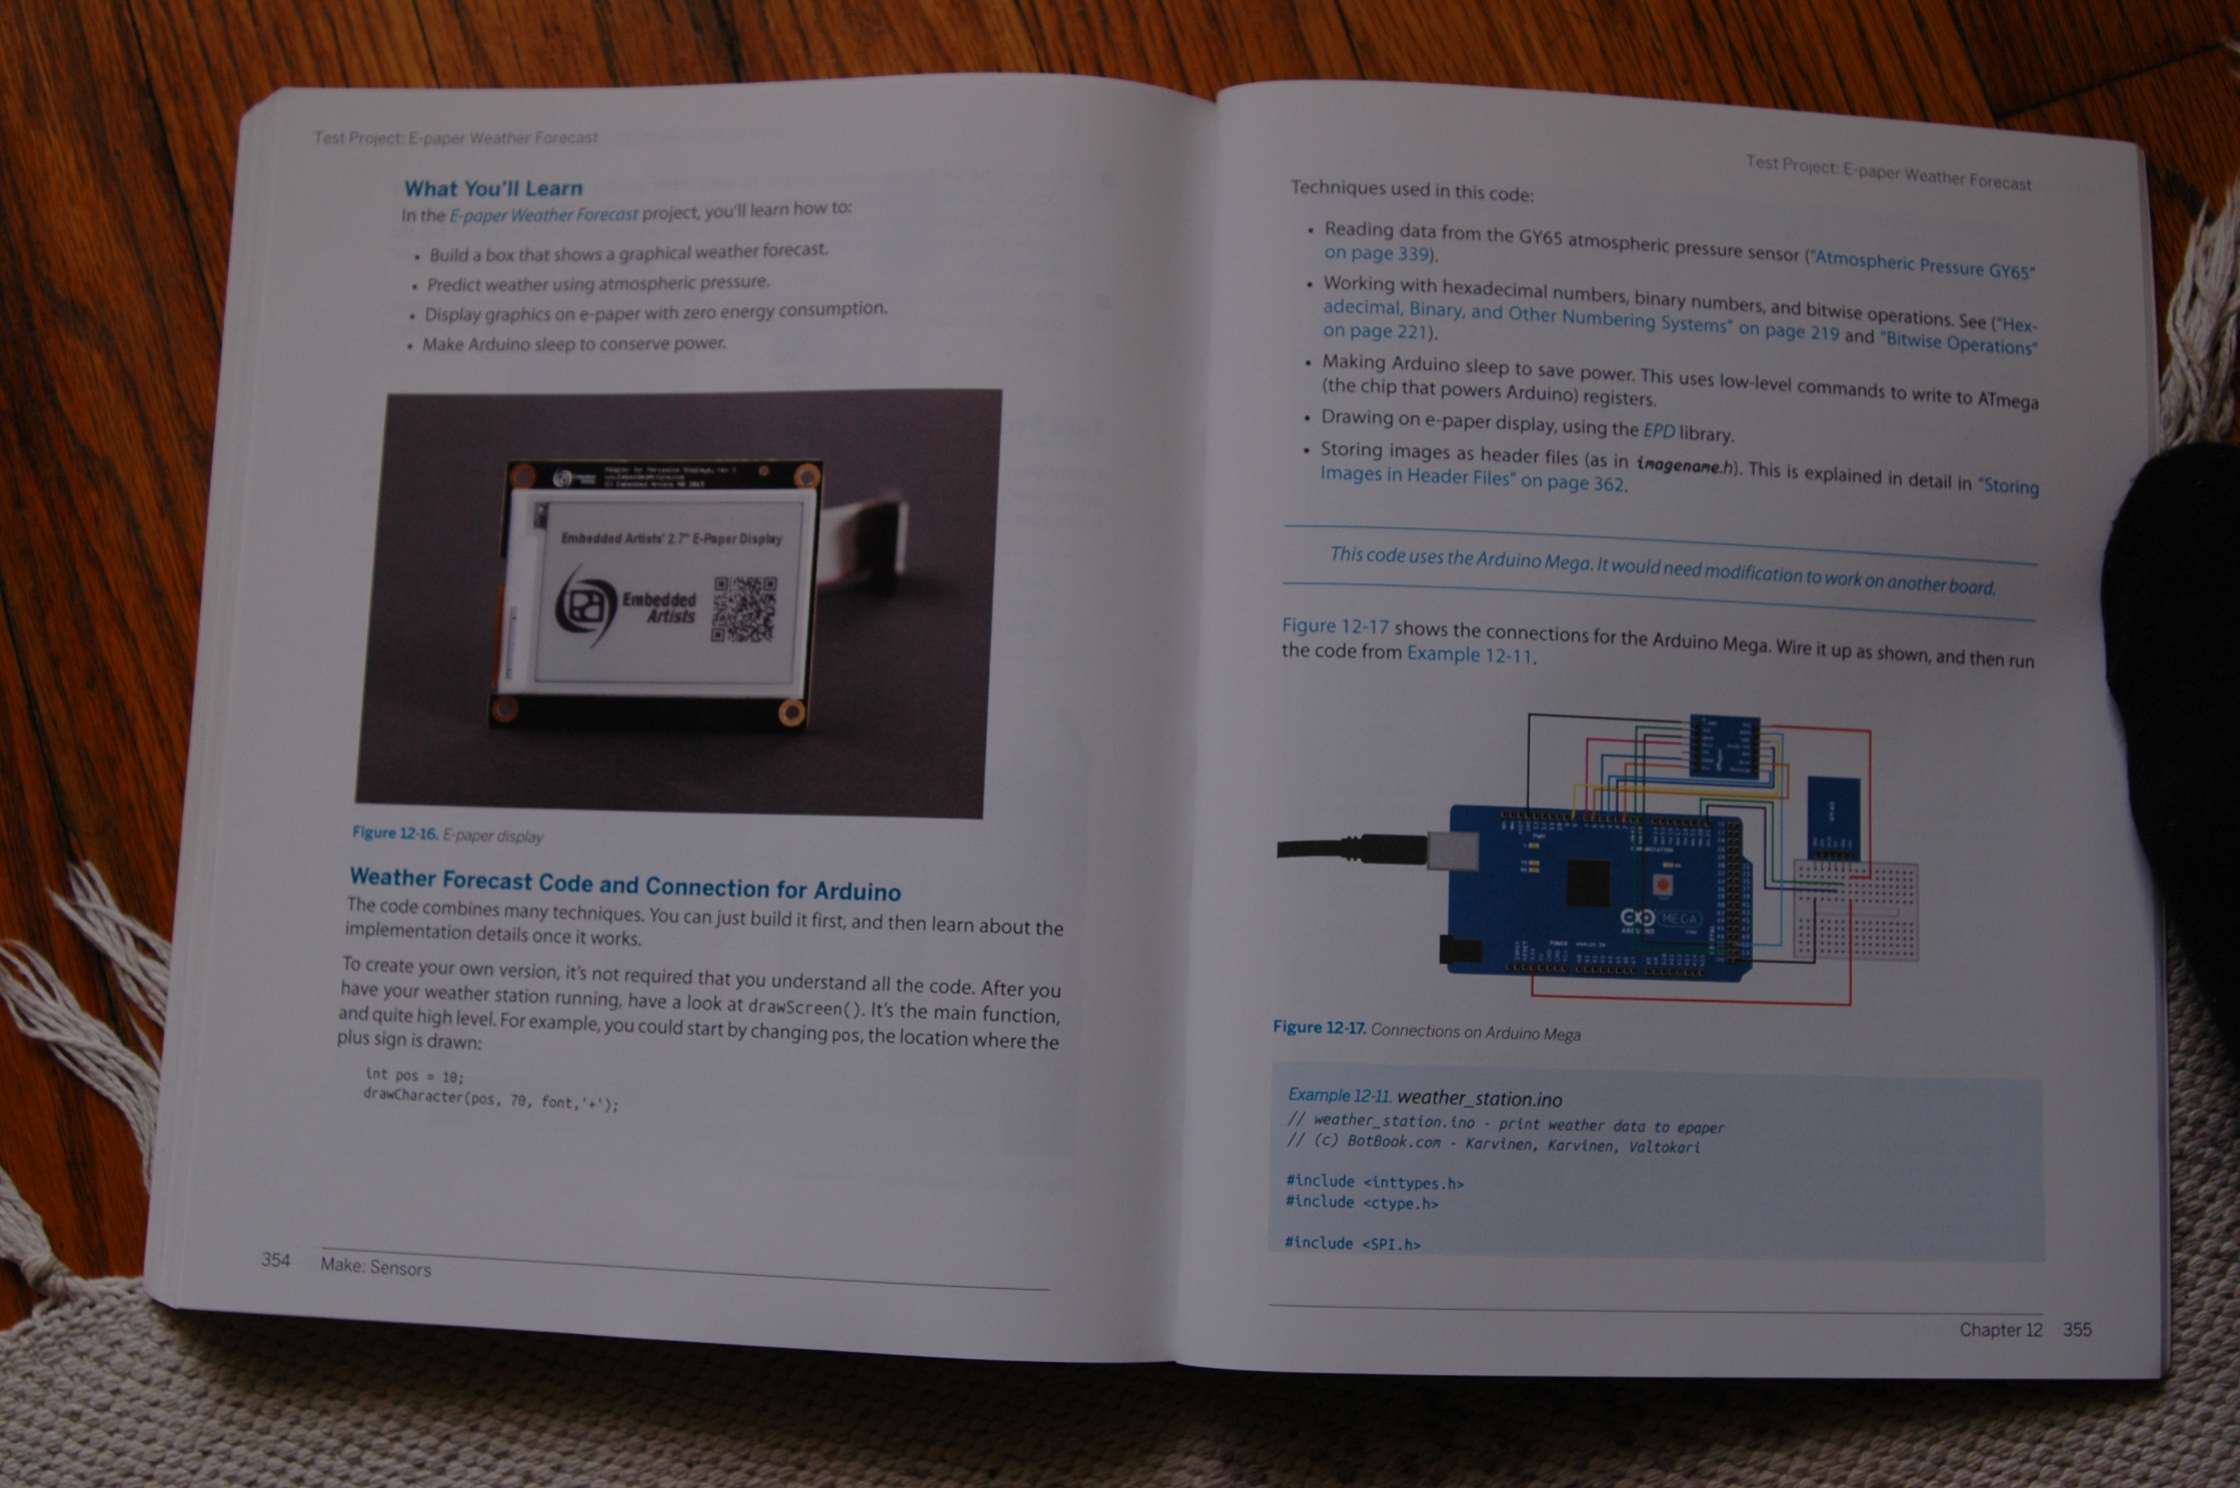 Test Project: E-paper Weather Forecast
What You'll Learn
In the E-paper Weather Forecast project, you'll learn how to:
• Build a box that shows a graphical weather forecast.
• Predict weather using atmospheric pressure.
• Display graphics on e-paper with zero energy consumption.
• Make Arduino sleep to conserve power.
Embedded Artists' 2.7" E-Paper Display
Embedded
Artists
Figure 12-16. E-paper display
Weather Forecast Code and Connection for Arduino
The code combines many techniques. You can just build it first, and then learn about the
implementation details once it works.
To create your own version, it's not required that you understand all the code. After you
have your weather station running, have a look at drawScreen(). It's the main function,
and quite high level. For example, you could start by changing pos, the location where the
plus sign is drawn:
int pos = 10;
drawCharacter(pos, 70, font,'+');
354 Make: Sensors
Test Project: E-paper Weather Forecast
Techniques used in this code:
• Reading data from the GY65 atmospheric pressure sensor ("Atmospheric Pressure GY65"
on page 339).
• Working with hexadecimal numbers, binary numbers, and bitwise operations. See ("Hex-
adecimal, Binary, and Other Numbering Systems" on page 219 and "Bitwise Operations"
on page 221).
• Making Arduino sleep to save power. This uses low-level commands to write to ATmega
(the chip that powers Arduino) registers.
• Drawing on e-paper display, using the EPD library.
• Storing images as header files (as in imagename.h). This is explained in detail in "Storing
Images in Header Files" on page 362.
This code uses the Arduino Mega. It would need modification to work on another board.
Figure 12-17 shows the connections for the Arduino Mega. Wire it up as shown, and then run
the code from Example 12-11.
MEGA
Figure 12-17. Connections on Arduino Mega
Example 12-11. weather_station.ino
// weather_station.ino - print weather data to epaper
// (c) BotBook.com - Karvinen, Karvinen, Valtokari
#include <inttypes.h>
#include <ctype.h>
#include <SPI.h>
Chapter 12 355